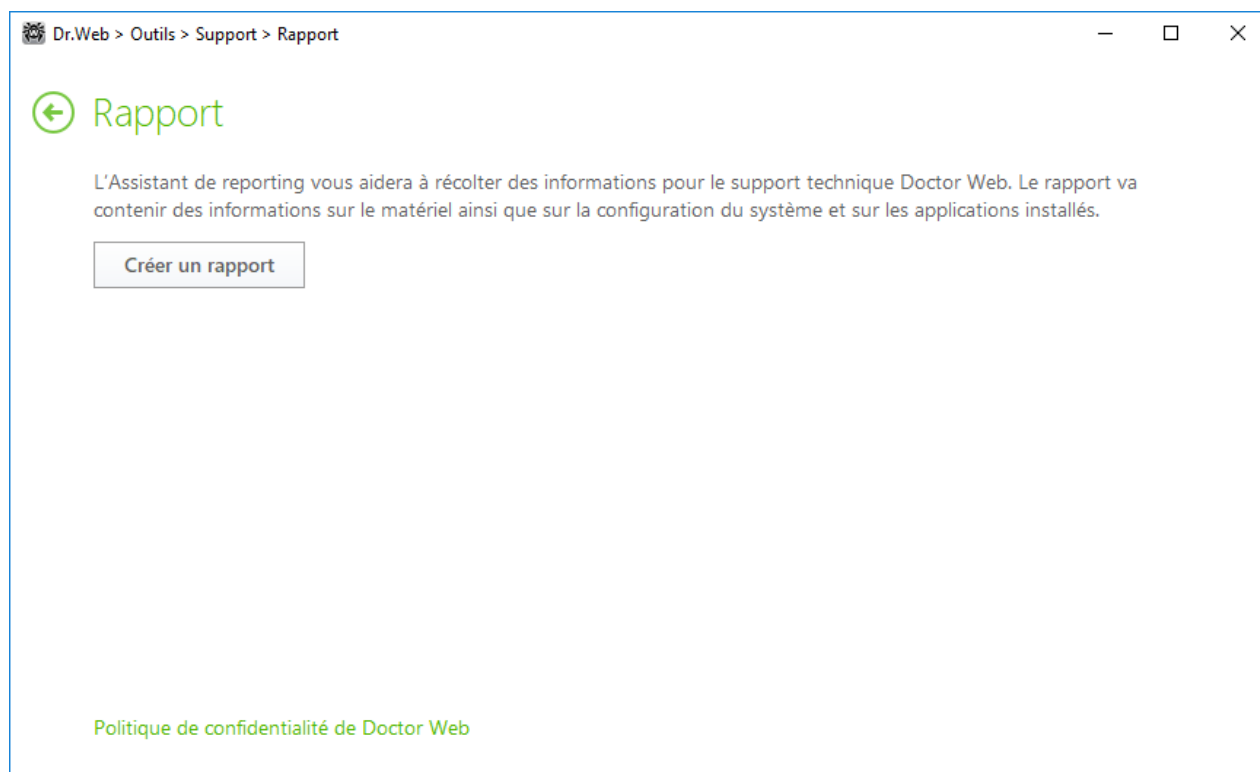 Dr.Web > Outils > Support > Rapport
Rapport
L'Assistant de reporting vous aidera à récolter des informations pour le support technique Doctor Web. Le rapport va
contenir des informations sur le matériel ainsi que sur la configuration du système et sur les applications installés.
Créer un rapport
Politique de confidentialité de Doctor Web